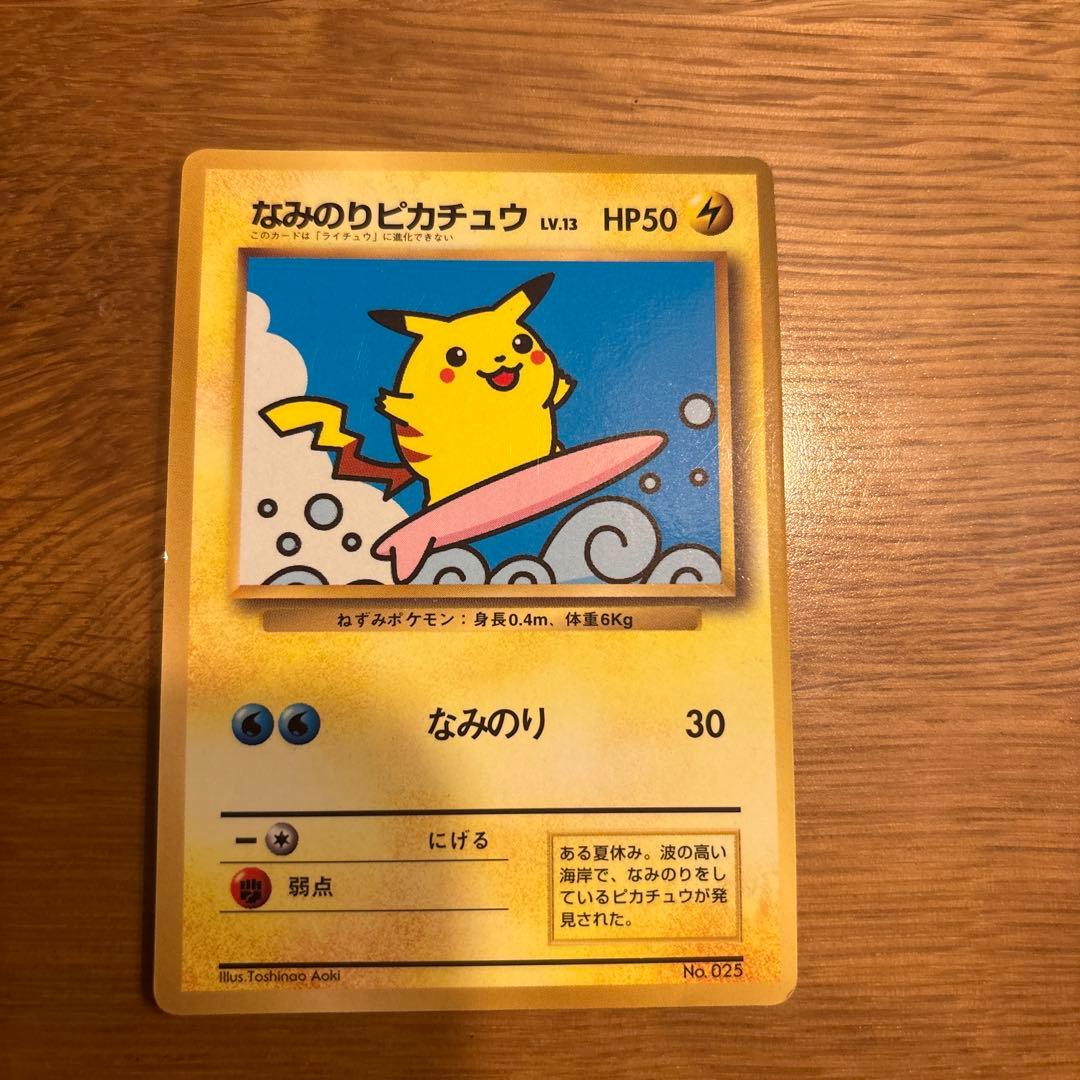 なみのりピカチュウ LV.13 HP50
このカードは「ライチュウ」に進化できない
ねずみポケモン：身長0.4m、体重6Kg
なみのり 30
ー にげる
弱点
ある夏休み。波の高い
海岸で、なみのりをし
ているピカチュウが発
見された。
Illus.Toshinao Aoki No. 025